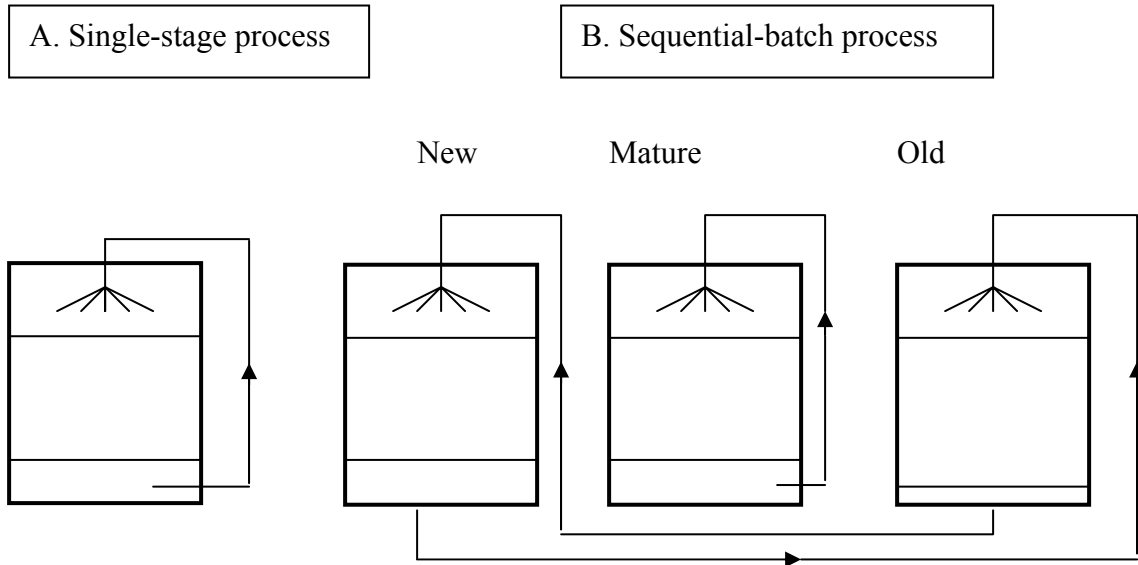 A. Single-stage process
B. Sequential-batch process
New
Mature
Old